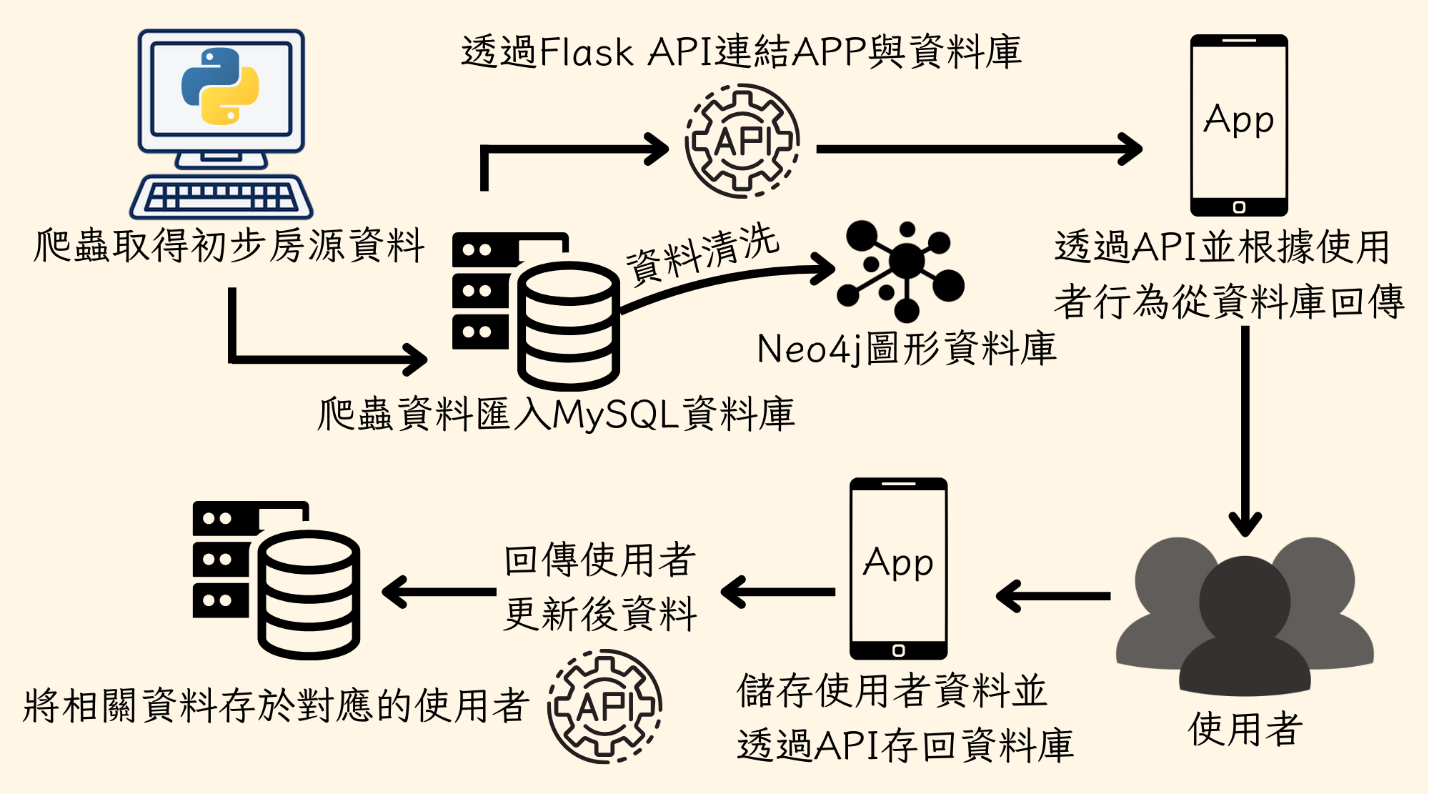 透過Flask API連結APP與資料庫
API
App
爬蟲取得初步房源資料
資料清洗
透過API並根據使用
者行為從資料庫回傳
Neo4j圖形資料庫
爬蟲資料匯入MySQL資料庫
App
回傳使用者
更新後資料
將相關資料存於對應的使用者
API
儲存使用者資料並
透過API存回資料庫
使用者